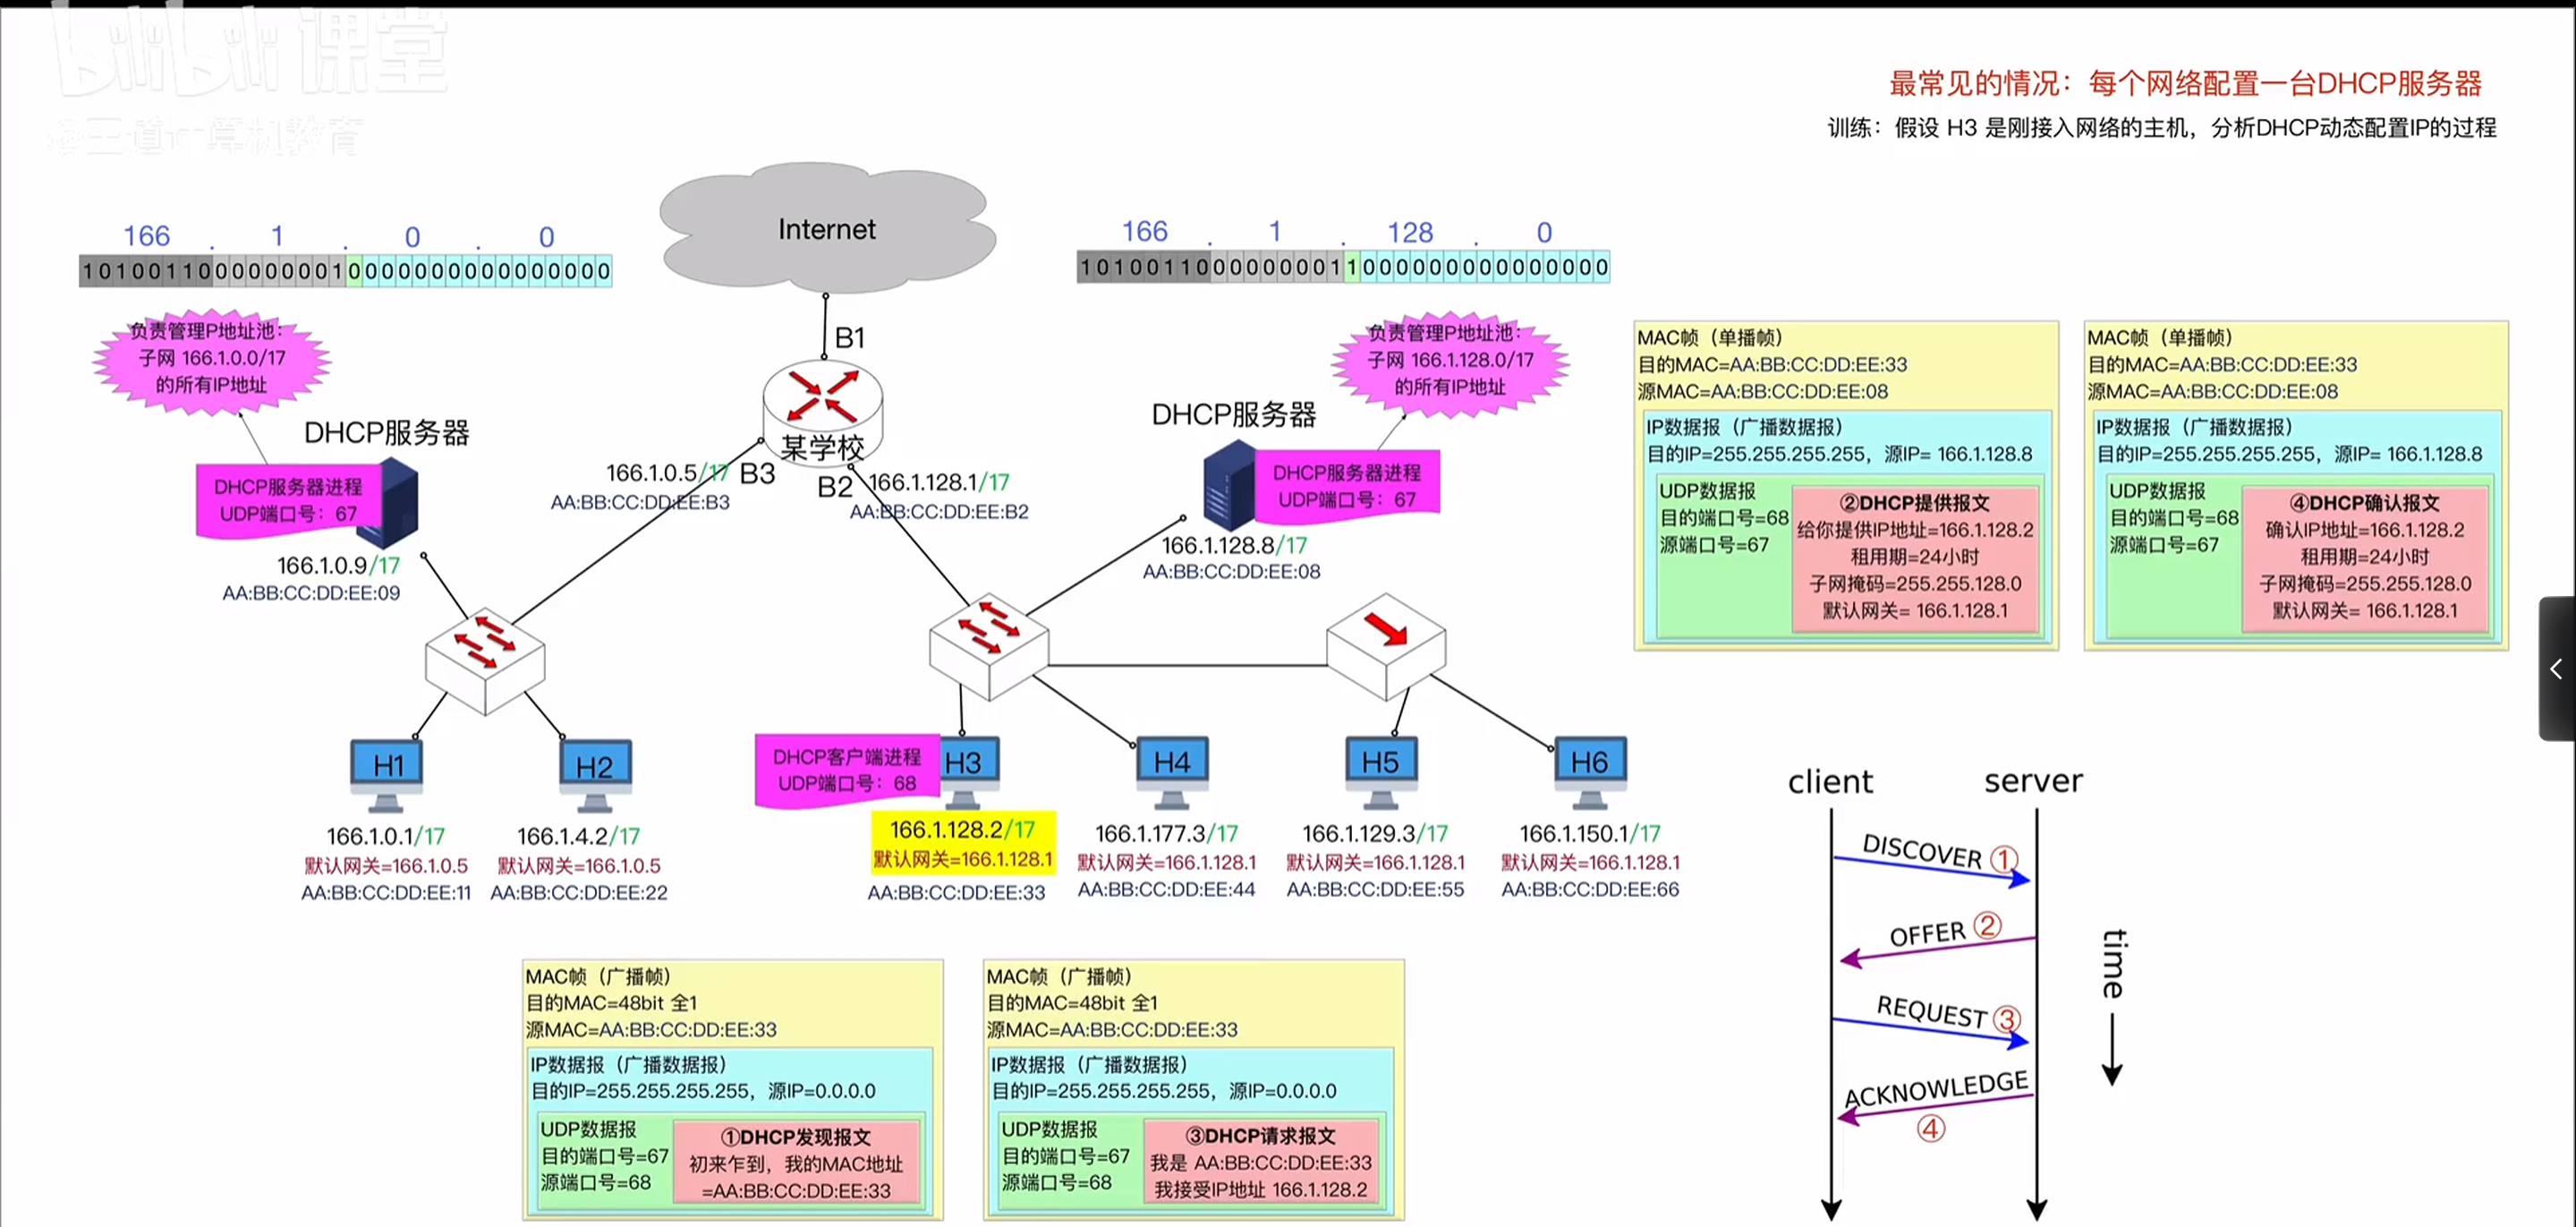 bilibili课堂
@王道计算机教育
最常见的情况：每个网络配置一台DHCP服务器
训练：假设 H3 是刚接入网络的主机，分析DHCP动态配置IP的过程
Internet
166 . 1 . 0 . 0
10100110000000010000000000000000
166 . 1 . 128 . 0
10100110000000011000000000000000
负责管理IP地址池：
子网 166.1.0.0/17
的所有IP地址
DHCP服务器
DHCP服务器进程
UDP端口号：67
166.1.0.9/17
AA:BB:CC:DD:EE:09
B1
某学校
B3
B2
166.1.0.5/17
AA:BB:CC:DD:EE:B3
166.1.128.1/17
AA:BB:CC:DD:EE:B2
负责管理IP地址池：
子网 166.1.128.0/17
的所有IP地址
DHCP服务器
DHCP服务器进程
UDP端口号：67
166.1.128.8/17
AA:BB:CC:DD:EE:08
MAC帧（单播帧）
目的MAC=AA:BB:CC:DD:EE:33
源MAC=AA:BB:CC:DD:EE:08
IP数据报（广播数据报）
目的IP=255.255.255.255，源IP= 166.1.128.8
UDP数据报
目的端口号=68
源端口号=67
②DHCP提供报文
给你提供IP地址=166.1.128.2
租用期=24小时
子网掩码=255.255.128.0
默认网关= 166.1.128.1
MAC帧（单播帧）
目的MAC=AA:BB:CC:DD:EE:33
源MAC=AA:BB:CC:DD:EE:08
IP数据报（广播数据报）
目的IP=255.255.255.255，源IP= 166.1.128.8
UDP数据报
目的端口号=68
源端口号=67
④DHCP确认报文
确认IP地址=166.1.128.2
租用期=24小时
子网掩码=255.255.128.0
默认网关= 166.1.128.1
H1
166.1.0.1/17
默认网关=166.1.0.5
AA:BB:CC:DD:EE:11
H2
166.1.4.2/17
默认网关=166.1.0.5
AA:BB:CC:DD:EE:22
DHCP客户端进程
UDP端口号：68
H3
166.1.128.2/17
默认网关=166.1.128.1
AA:BB:CC:DD:EE:33
H4
166.1.177.3/17
默认网关=166.1.128.1
AA:BB:CC:DD:EE:44
H5
166.1.129.3/17
默认网关=166.1.128.1
AA:BB:CC:DD:EE:55
H6
166.1.150.1/17
默认网关=166.1.128.1
AA:BB:CC:DD:EE:66
MAC帧（广播帧）
目的MAC=48bit 全1
源MAC=AA:BB:CC:DD:EE:33
IP数据报（广播数据报）
目的IP=255.255.255.255，源IP=0.0.0.0
UDP数据报
目的端口号=67
源端口号=68
①DHCP发现报文
初来乍到，我的MAC地址
=AA:BB:CC:DD:EE:33
MAC帧（广播帧）
目的MAC=48bit 全1
源MAC=AA:BB:CC:DD:EE:33
IP数据报（广播数据报）
目的IP=255.255.255.255，源IP=0.0.0.0
UDP数据报
目的端口号=67
源端口号=68
③DHCP请求报文
我是 AA:BB:CC:DD:EE:33
我接受IP地址 166.1.128.2
client
server
DISCOVER ①
OFFER ②
REQUEST ③
ACKNOWLEDGE
④
time